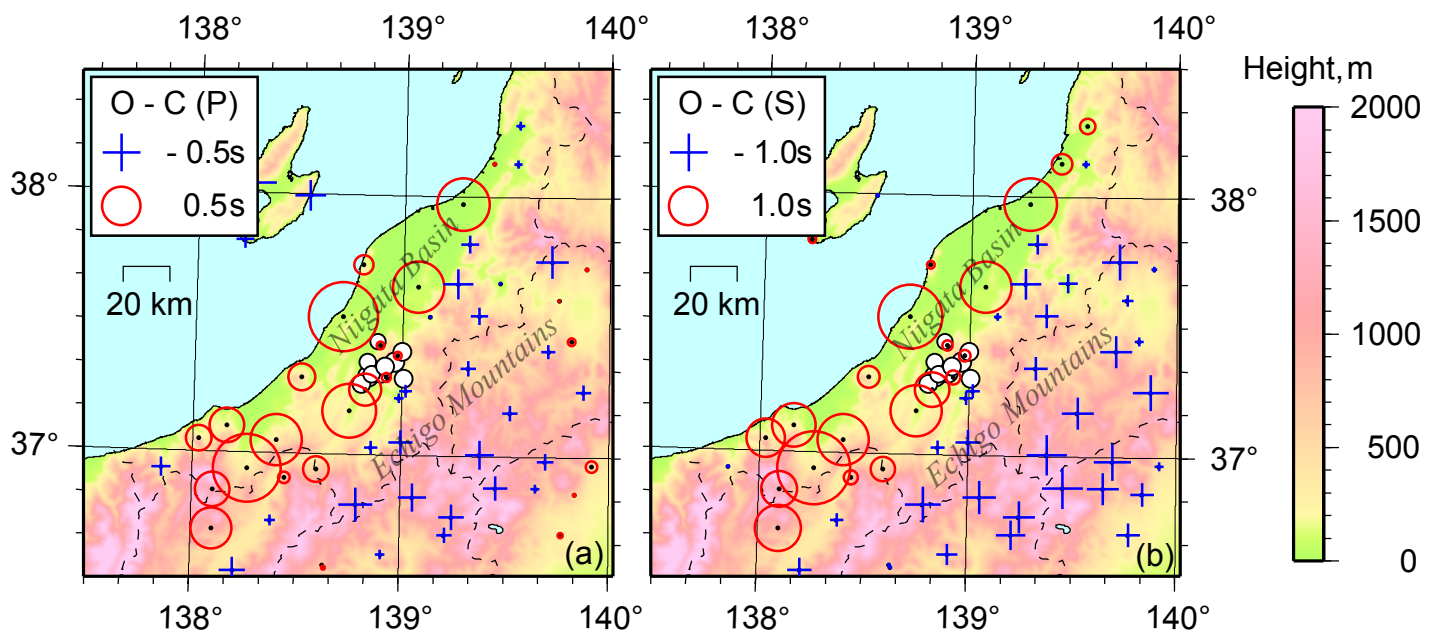 138° 139° 140° 138° 139° 140°
Height, m
O - C (P)
- 0.5s
0.5s
O - C (S)
- 1.0s
1.0s
2000
1500
1000
500
0
38°
38°
37°
37°
20 km
20 km
Niigata Basin
Niigata Basin
Echigo Mountains
Echigo Mountains
(a)
(b)
138° 139° 140° 138° 139° 140°